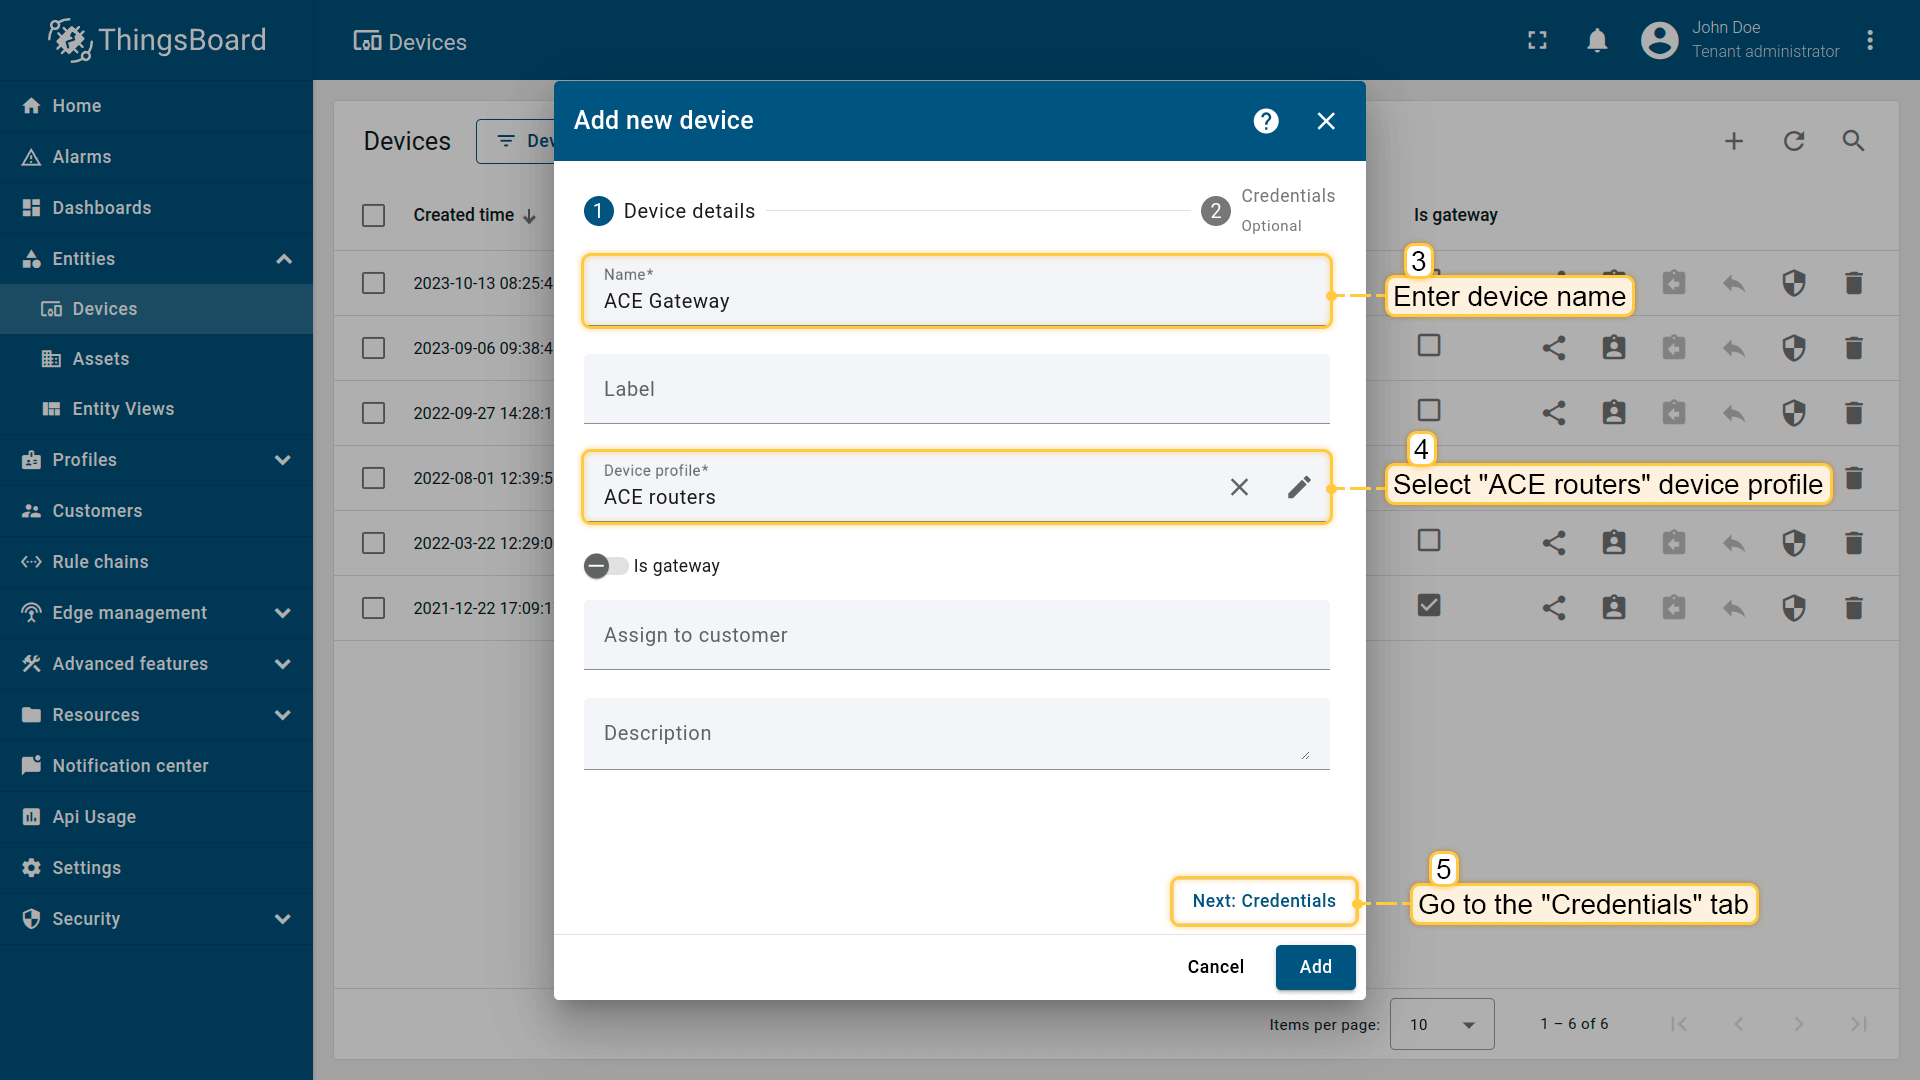 ThingsBoard
Devices
John Doe
Tenant administrator
Home
Alarms
Dashboards
Entities
Devices
Assets
Entity Views
Profiles
Customers
Rule chains
Edge management
Advanced features
Resources
Notification center
Api Usage
Settings
Security
Devices
Dev
Created time
Is gateway
2023-10-13 08:25:4
2023-09-06 09:38:4
2022-09-27 14:28:1
2022-08-01 12:39:5
2022-03-22 12:29:0
2021-12-22 17:09:1
Add new device
1 Device details
2 Credentials
Optional
Name*
ACE Gateway
Label
Device profile*
ACE routers
Is gateway
Assign to customer
Description
Next: Credentials
Cancel
Add
3
Enter device name
4
Select "ACE routers" device profile
5
Go to the "Credentials" tab
Items per page:
10
1 – 6 of 6